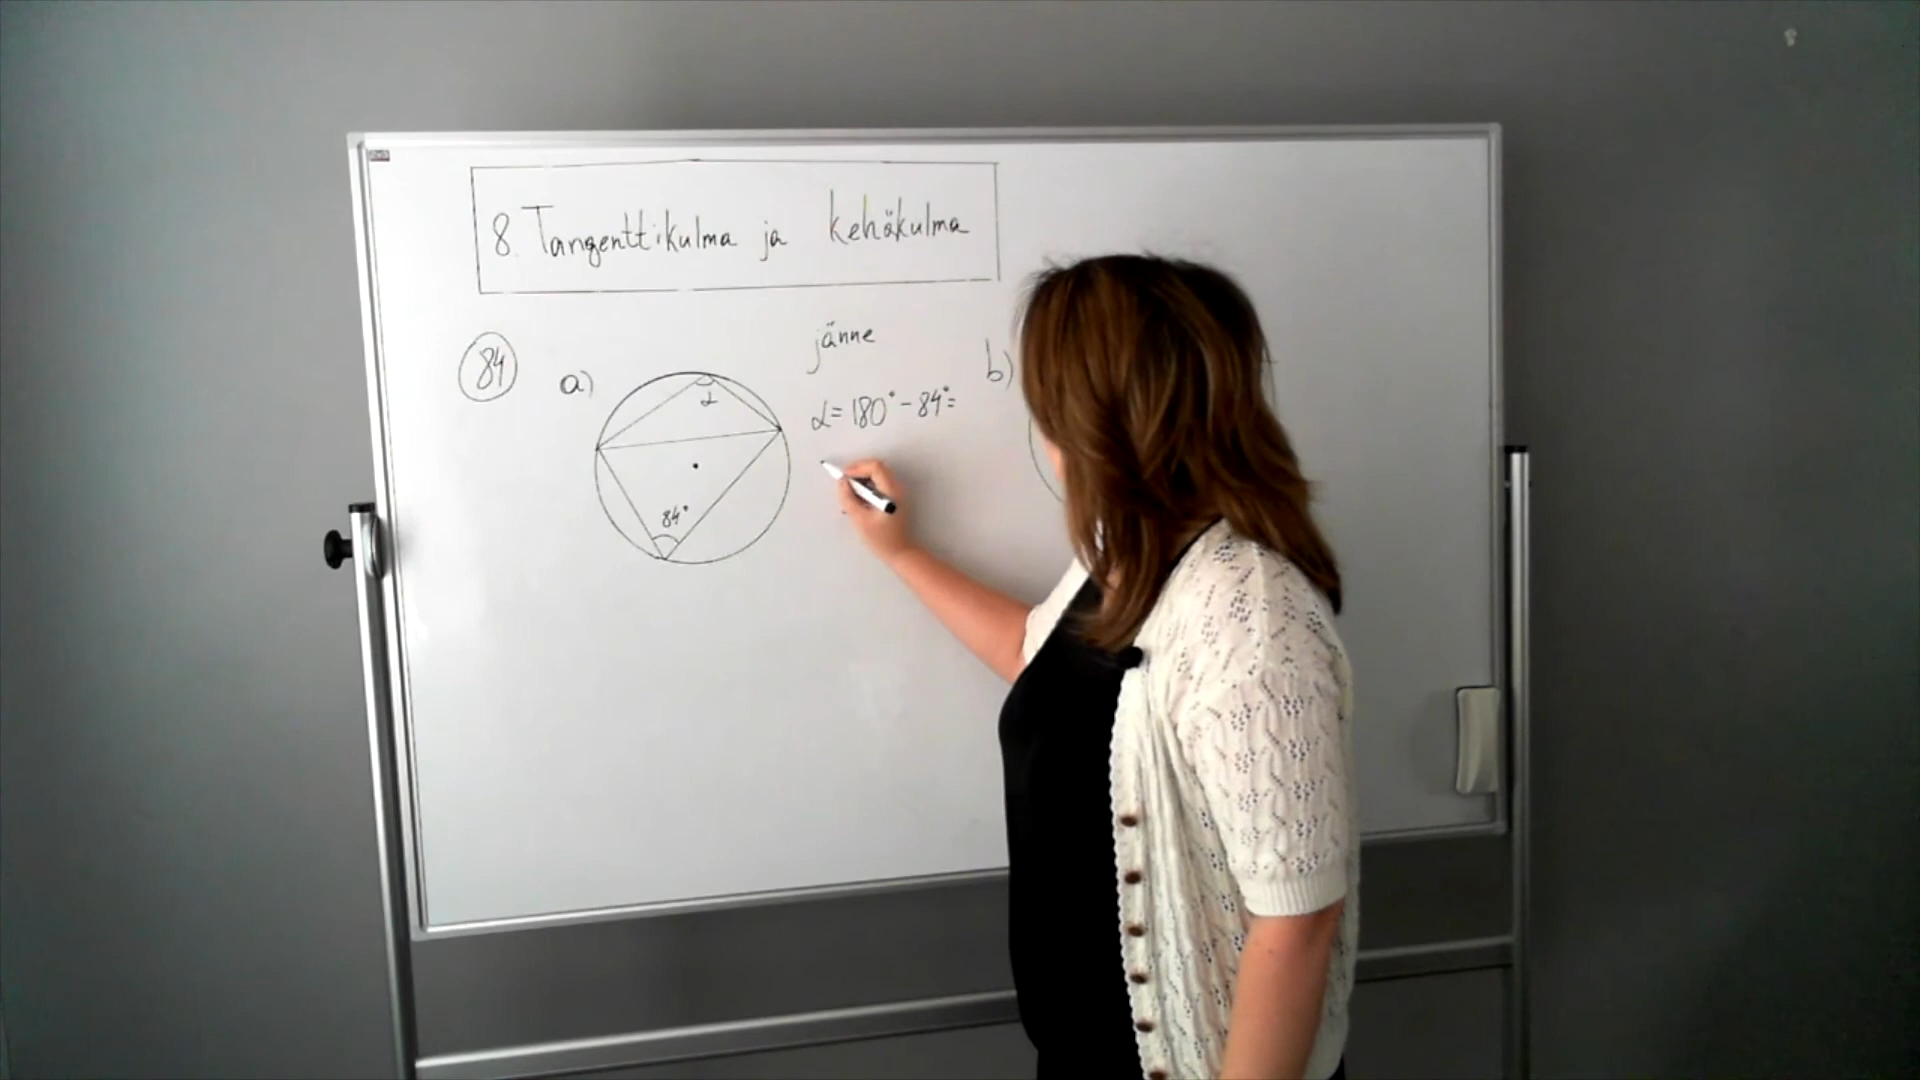 8. Tangenttikulma ja kehäkulma
84
a)
α
84°
jänne
α = 180° - 84° =
b)